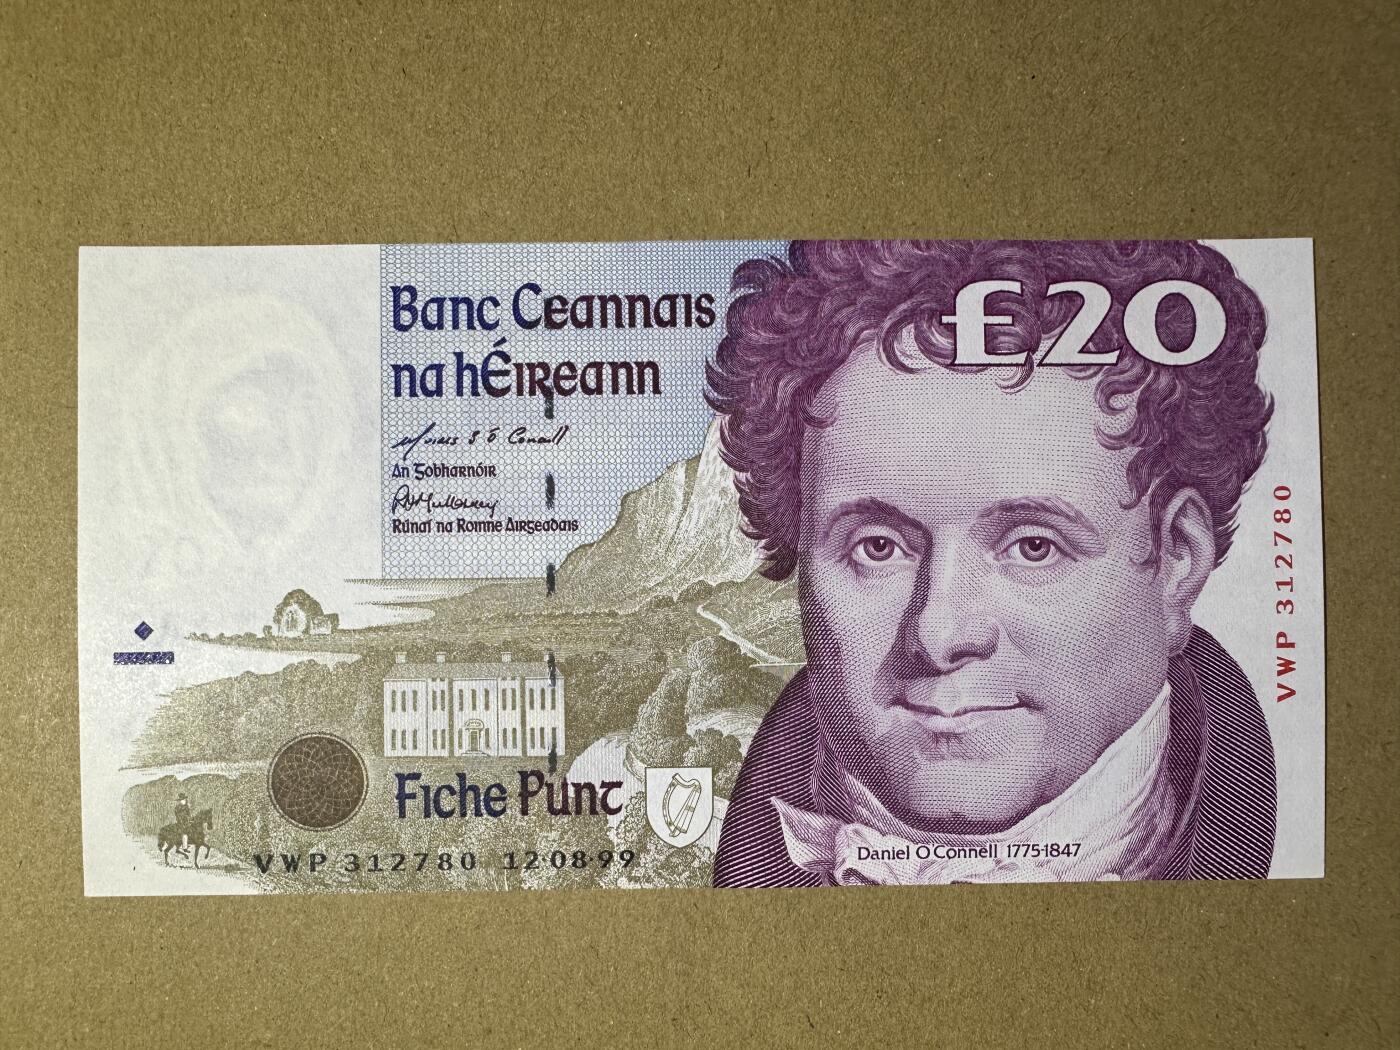 Banc Ceannais
na hÉireann
An Gobharnóir
Rúnaí na Roinne Airgeadais
Fiche Punt
VWP 312780 12·08·99
£20
Daniel O'Connell 1775-1847
VWP 312780